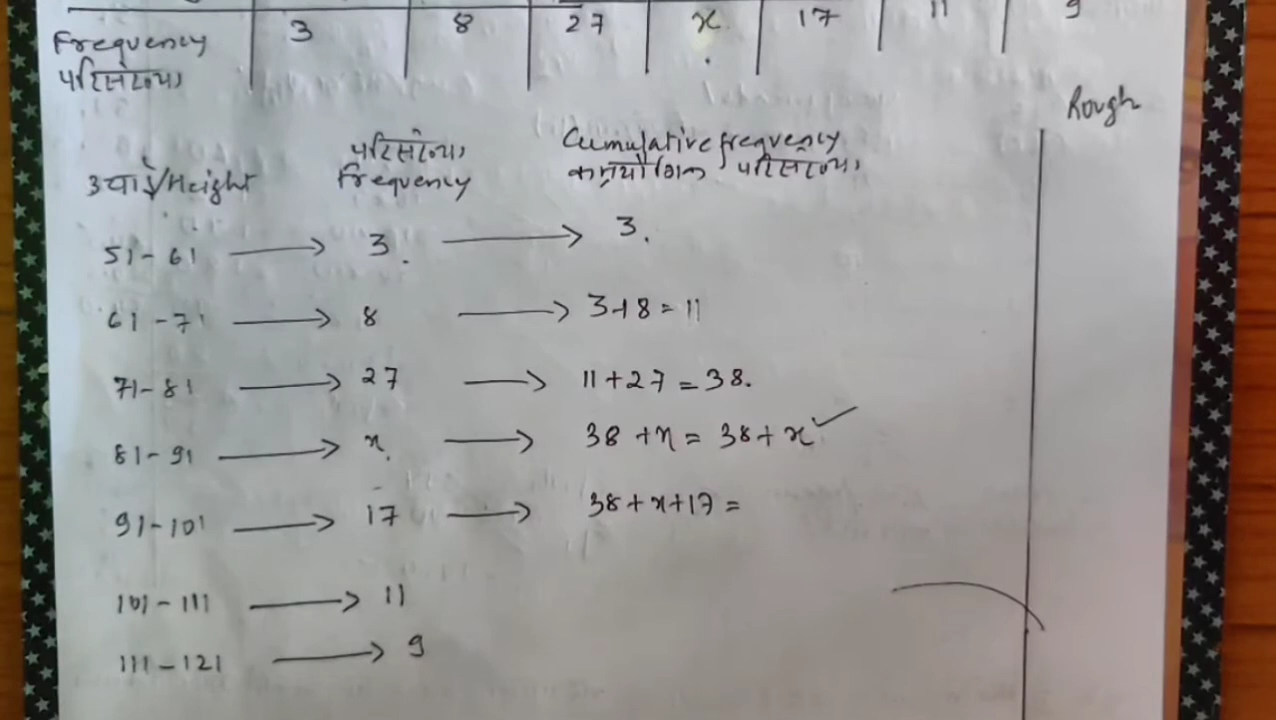 Frequency 3 8 27 x 17 11 9
परिसंख्या
Rough
परिसंख्या Cumulative frequency
ऊचाई/Height Frequency परिसंख्या
51-61 → 3. → 3.
61-71 → 8 → 3+8=11
71-81 → 27 → 11+27=38.
81-91 → x. → 38+x=38+x✓
91-101 → 17 → 38+x+17=
101-111 → 11
111-121 → 9